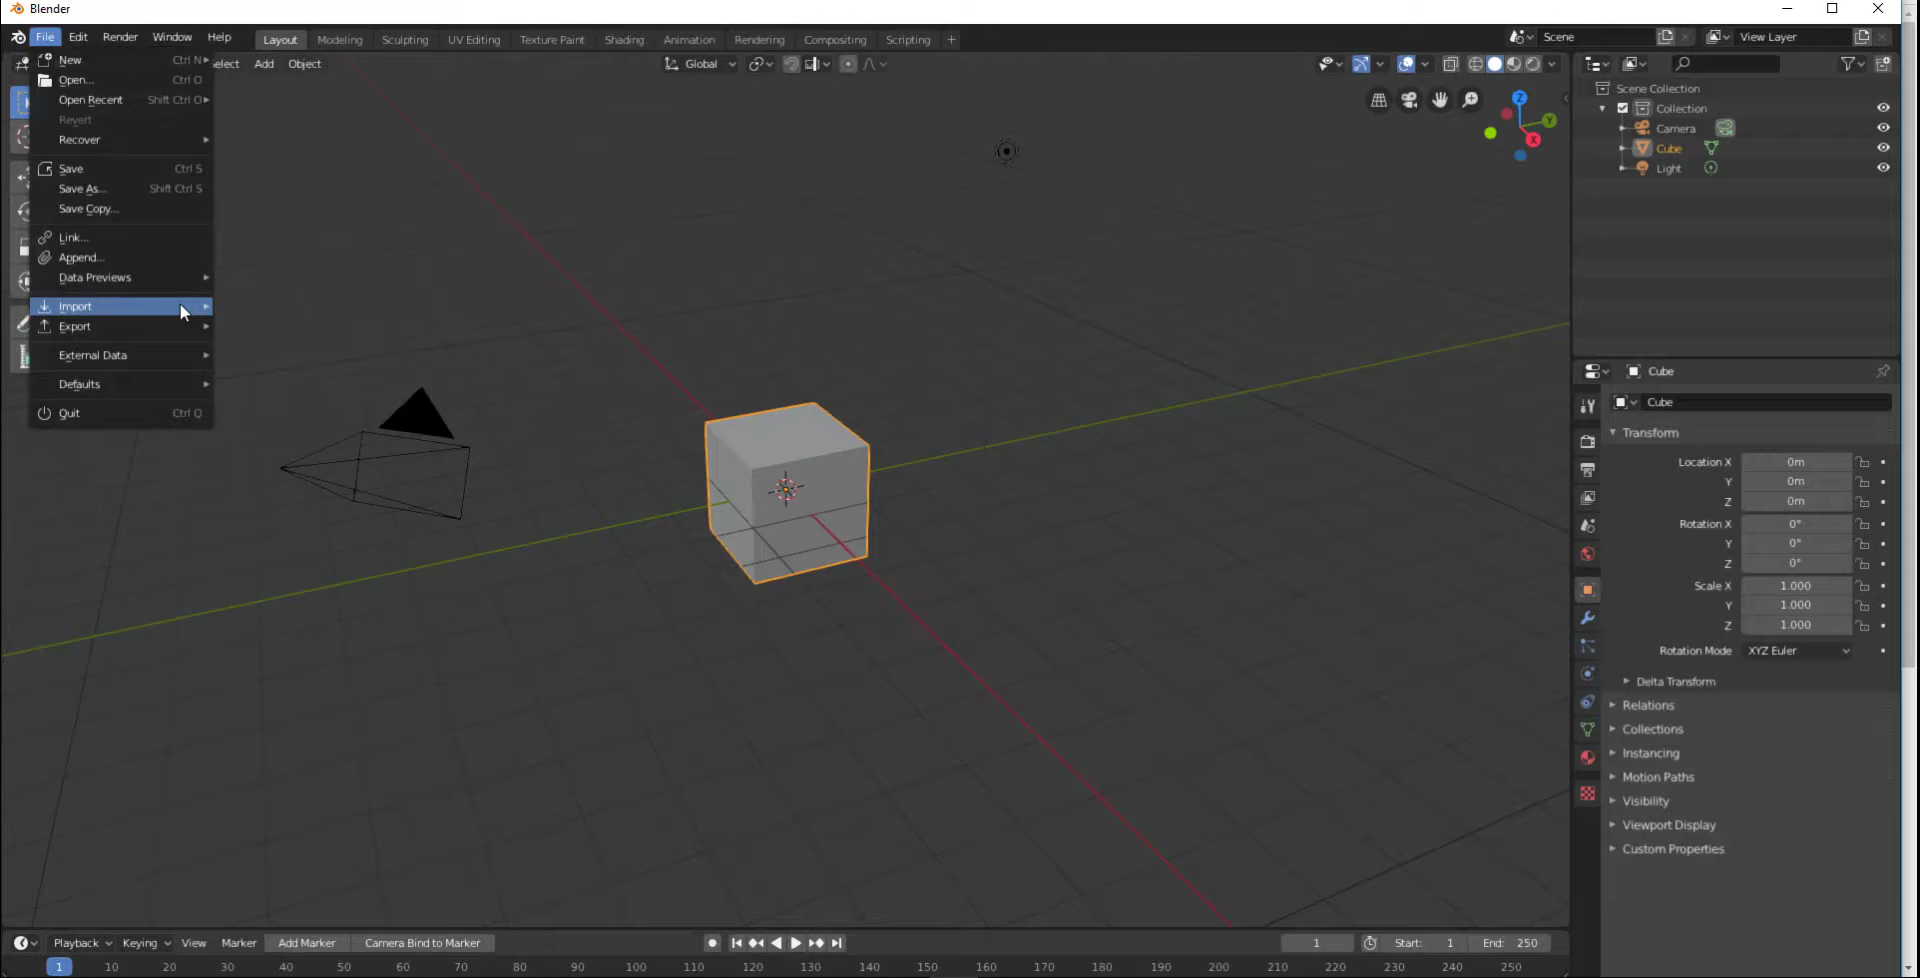 Blender
File Edit Render Window Help Layout Modeling Sculpting UV Editing Texture Paint Shading Animation Rendering Compositing Scripting + Scene View Layer
New Ctrl N
Open... Ctrl O
Open Recent Shift Ctrl O
Revert
Recover
Save Ctrl S
Save As... Shift Ctrl S
Save Copy...
Link...
Append...
Data Previews
Import
Export
External Data
Defaults
Quit Ctrl Q
elect Add Object Global
Z
Y
X
Scene Collection
Collection
Camera
Cube
Light
Cube
Cube
Transform
Location X 0m
Y 0m
Z 0m
Rotation X 0°
Y 0°
Z 0°
Scale X 1.000
Y 1.000
Z 1.000
Rotation Mode XYZ Euler
Delta Transform
Relations
Collections
Instancing
Motion Paths
Visibility
Viewport Display
Custom Properties
Playback Keying View Marker Add Marker Camera Bind to Marker 1 Start: 1 End: 250
1 10 20 30 40 50 60 70 80 90 100 110 120 130 140 150 160 170 180 190 200 210 220 230 240 250